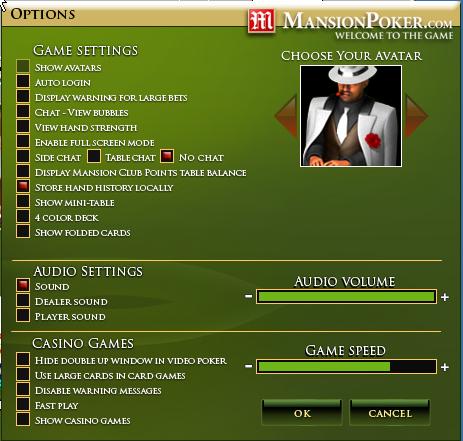 Options
M MansionPoker.com
WELCOME TO THE GAME
Game Settings
Show avatars
Auto login
Display warning for large bets
Chat - View bubbles
View hand strength
Enable full screen mode
Side chat Table chat No chat
Display Mansion Club Points table balance
Store hand history locally
Show mini-table
4 color deck
Show folded cards
Choose Your Avatar
Audio Settings
Sound
Dealer sound
Player sound
Audio volume
- +
Casino Games
Hide double up window in video poker
Use large cards in card games
Disable warning messages
Fast play
Show casino games
Game speed
- +
OK CANCEL